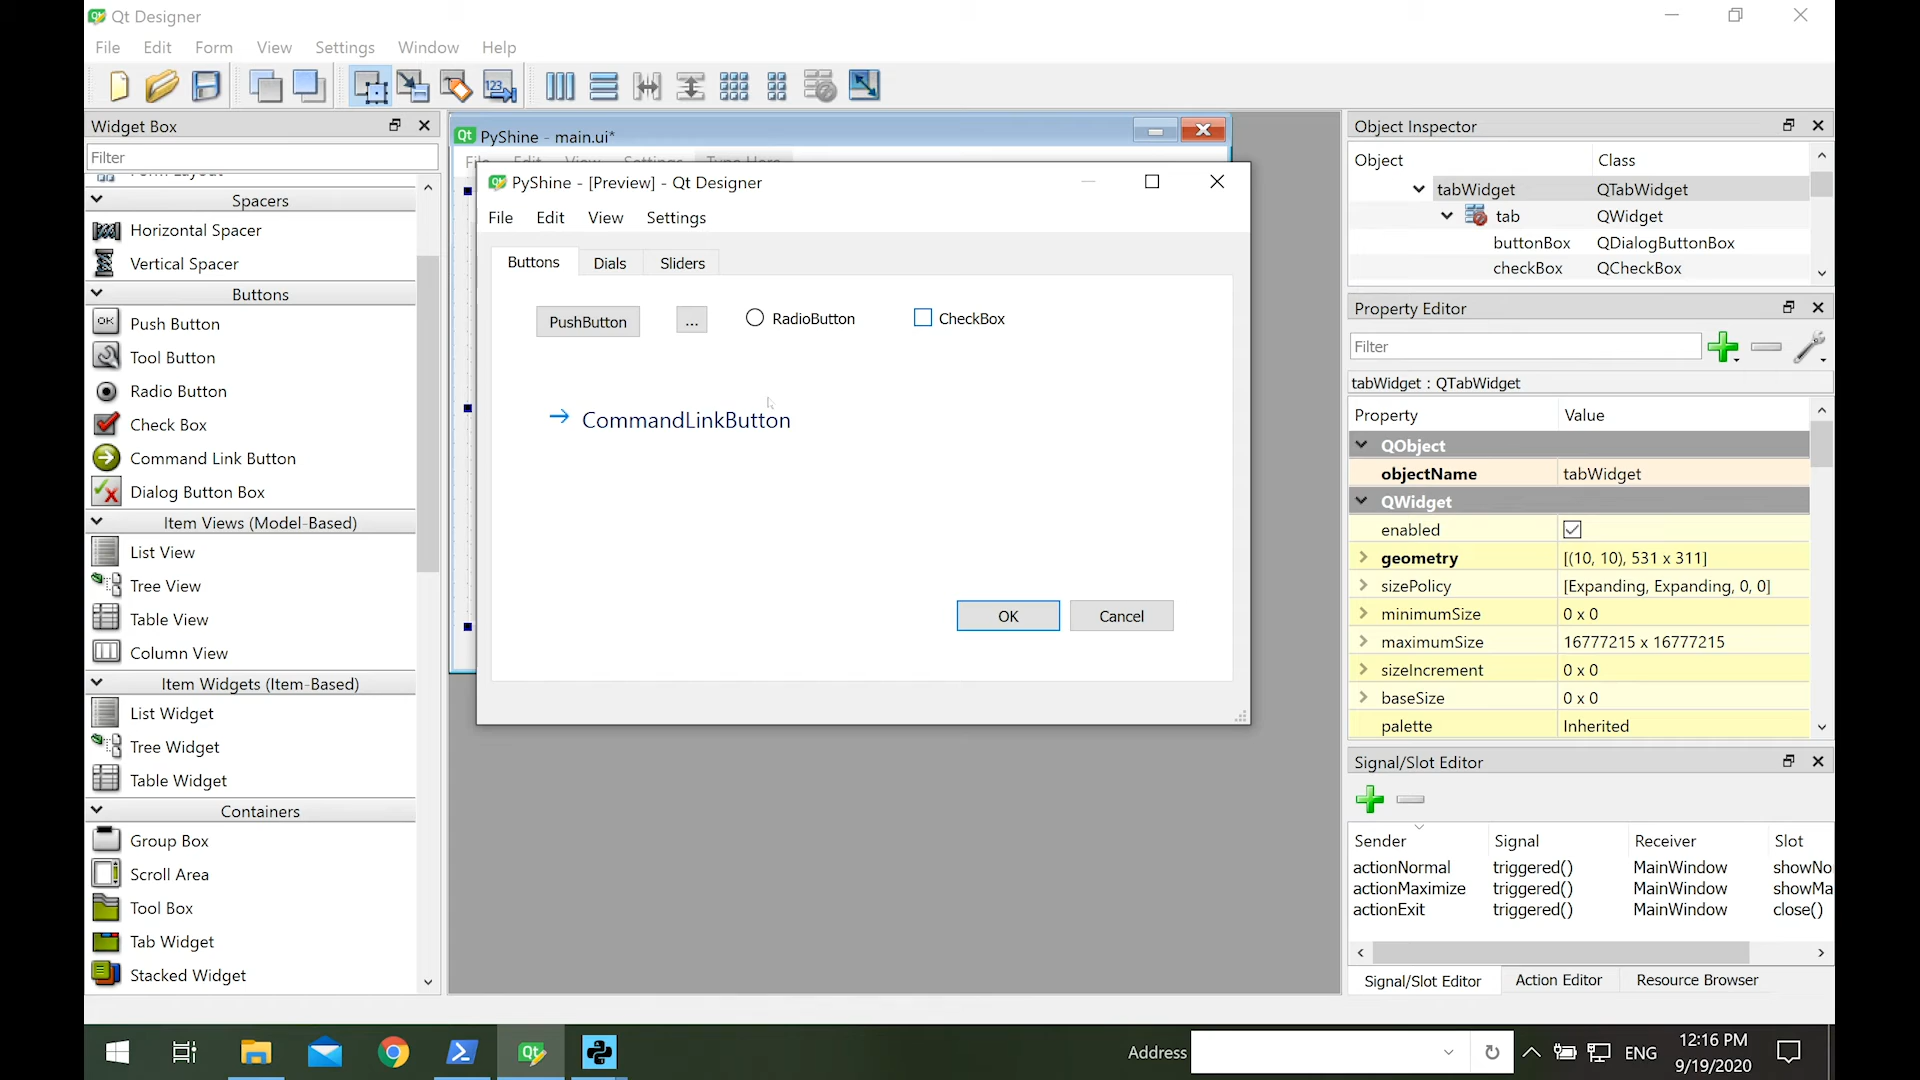 Qt Designer
File Edit Form View Settings Window Help
Widget Box
Filter
Spacers
Horizontal Spacer
Vertical Spacer
Buttons
Push Button
Tool Button
Radio Button
Check Box
Command Link Button
Dialog Button Box
Item Views (Model-Based)
List View
Tree View
Table View
Column View
Item Widgets (Item-Based)
List Widget
Tree Widget
Table Widget
Containers
Group Box
Scroll Area
Tool Box
Tab Widget
Stacked Widget
PyShine - main.ui*
PyShine - [Preview] - Qt Designer
File Edit View Settings
Buttons Dials Sliders
PushButton ... RadioButton CheckBox
CommandLinkButton
OK Cancel
Object Inspector
Object Class
tabWidget QTabWidget
tab QWidget
buttonBox QDialogButtonBox
checkBox QCheckBox
Property Editor
Filter
tabWidget : QTabWidget
Property Value
QObject
objectName tabWidget
QWidget
enabled
geometry [(10, 10), 531 x 311]
sizePolicy [Expanding, Expanding, 0, 0]
minimumSize 0 x 0
maximumSize 16777215 x 16777215
sizeIncrement 0 x 0
baseSize 0 x 0
palette Inherited
Signal/Slot Editor
Sender Signal Receiver Slot
actionNormal triggered() MainWindow showNo
actionMaximize triggered() MainWindow showMa
actionExit triggered() MainWindow close()
Signal/Slot Editor Action Editor Resource Browser
Address ENG 12:16 PM
9/19/2020